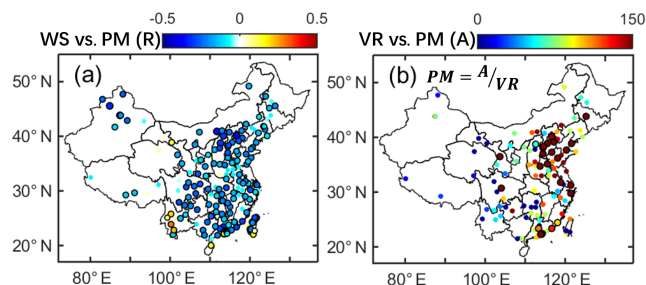 -0.5 0 0.5 0 150
WS vs. PM (R) VR vs. PM (A)
(a) (b) PM = A/VR
50° N 50° N
40° N 40° N
30° N 30° N
20° N 20° N
80° E 100° E 120° E 80° E 100° E 120° E